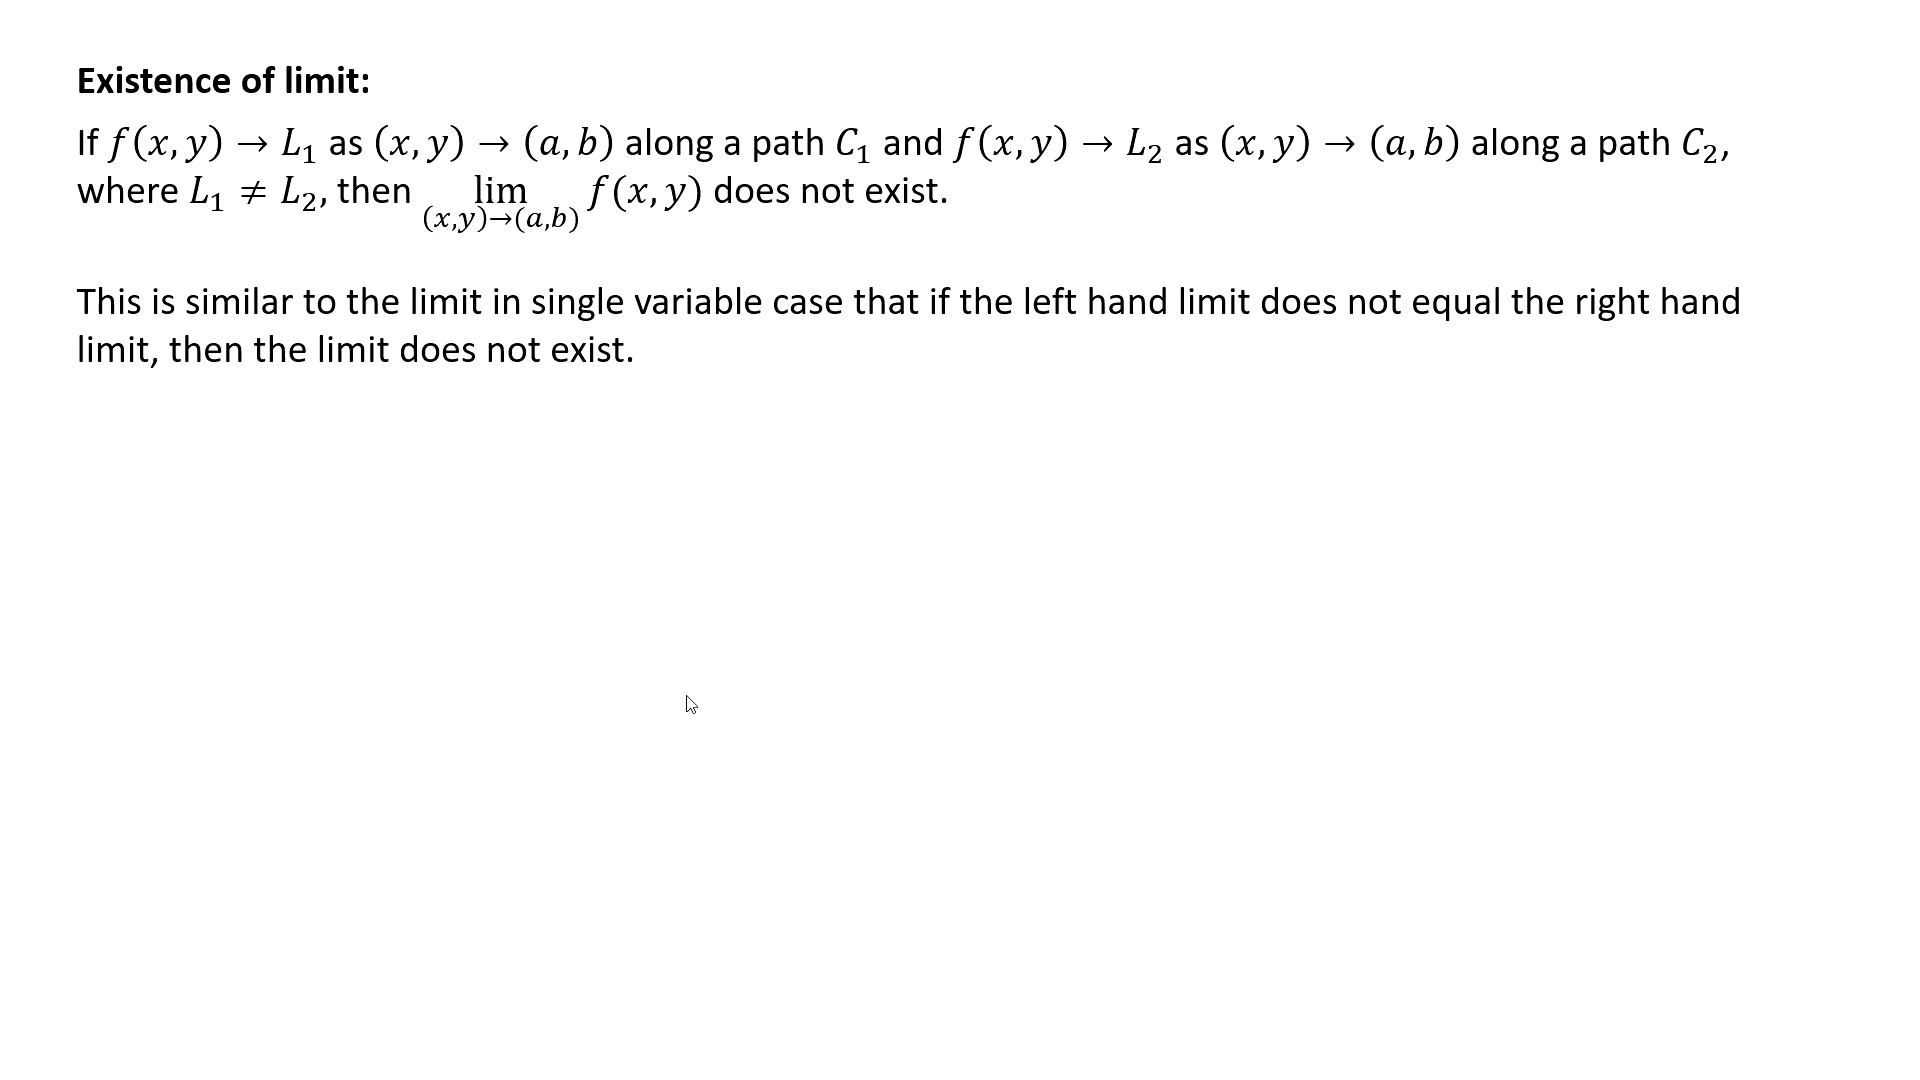 Existence of limit:
If f(x, y) → L₁ as (x, y) → (a, b) along a path C₁ and f(x, y) → L₂ as (x, y) → (a, b) along a path C₂,
where L₁ ≠ L₂, then lim_{(x,y)→(a,b)} f(x, y) does not exist.
This is similar to the limit in single variable case that if the left hand limit does not equal the right hand
limit, then the limit does not exist.